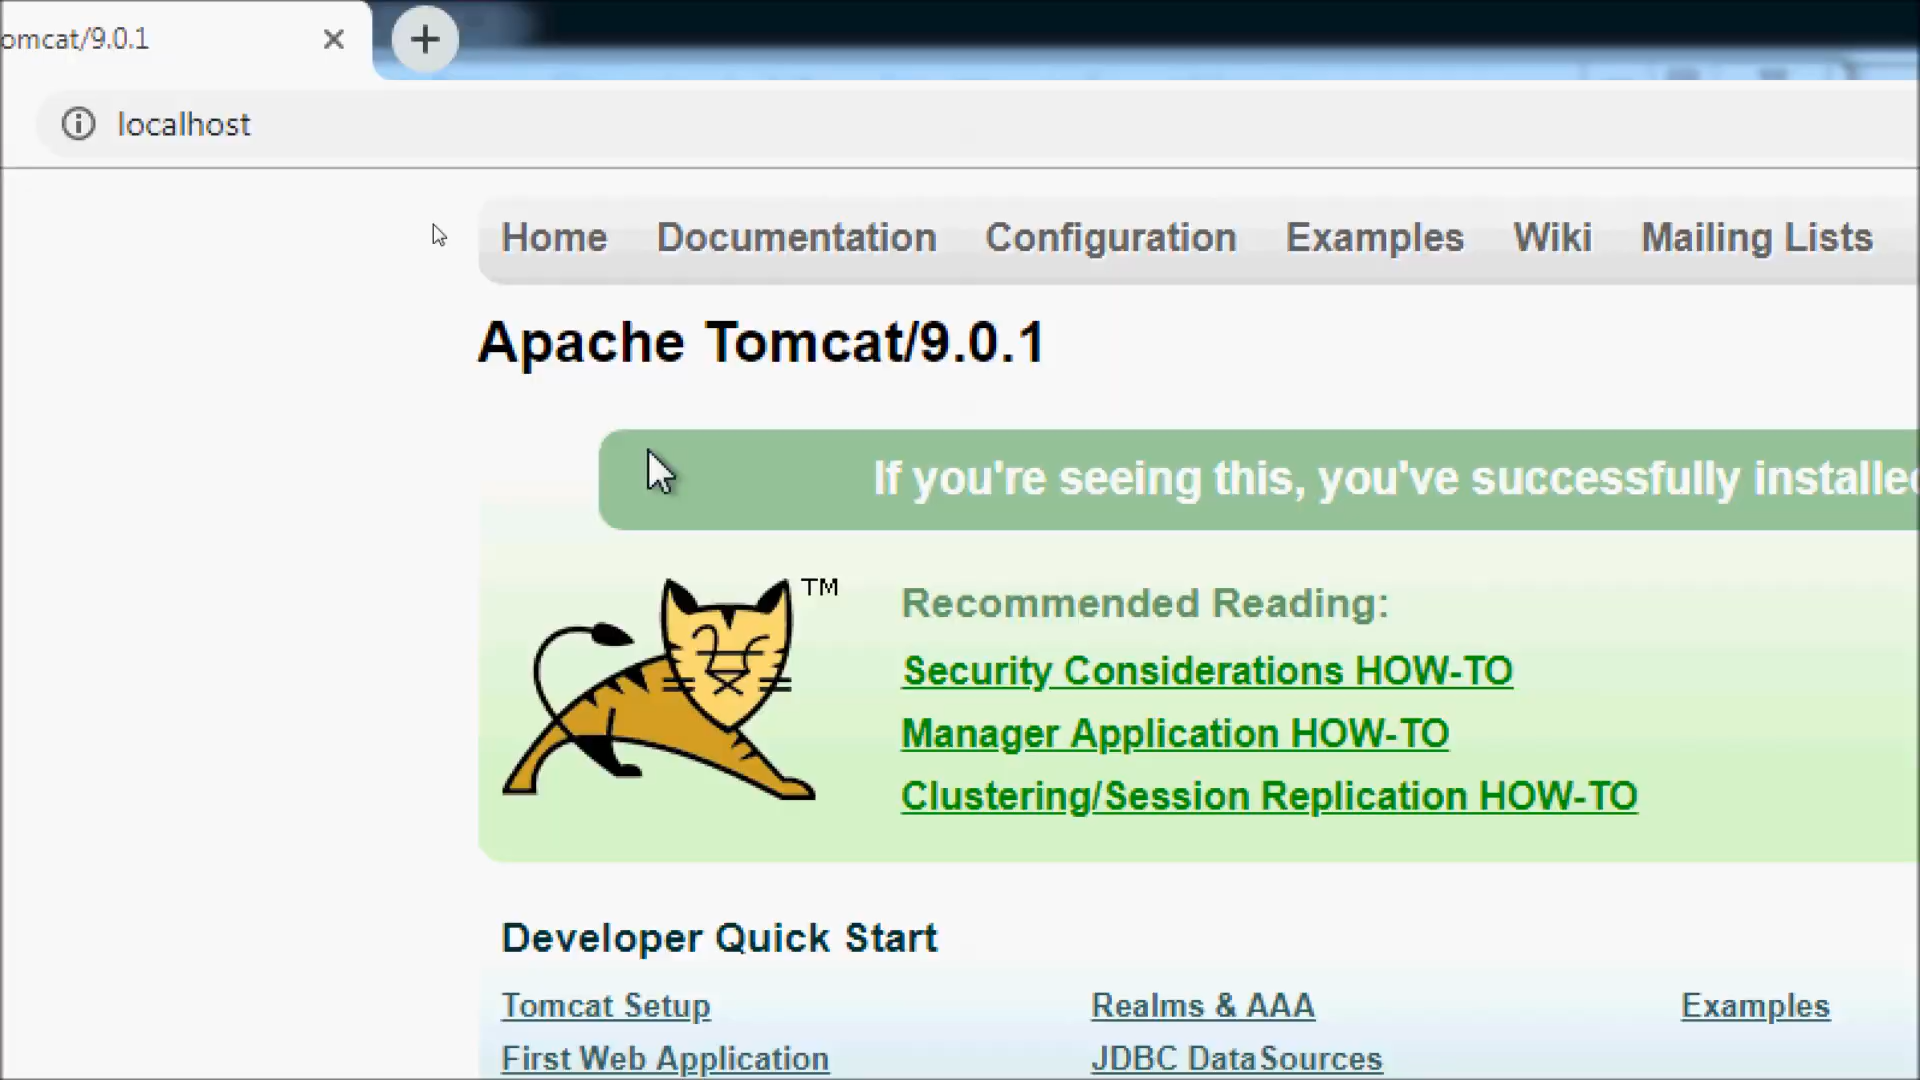 omcat/9.0.1
localhost
Home Documentation Configuration Examples Wiki Mailing Lists
Apache Tomcat/9.0.1
If you're seeing this, you've successfully installed
TM
Recommended Reading:
Security Considerations HOW-TO
Manager Application HOW-TO
Clustering/Session Replication HOW-TO
Developer Quick Start
Tomcat Setup Realms & AAA Examples
First Web Application JDBC DataSources